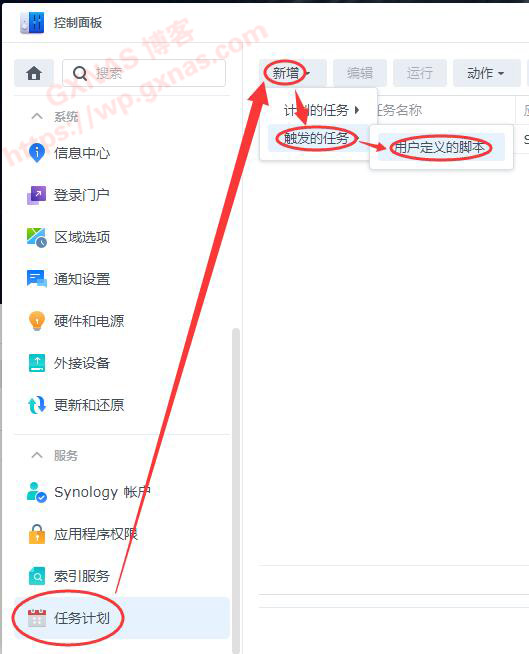 控制面板
搜索
新增
编辑
运行
动作
系统
计划的任务
任务名称
触发的任务
用户定义的脚本
S
信息中心
登录门户
区域选项
通知设置
硬件和电源
外接设备
更新和还原
服务
Synology 帐户
应用程序权限
索引服务
任务计划
GXNAS 博客
https://wp.gxnas.com